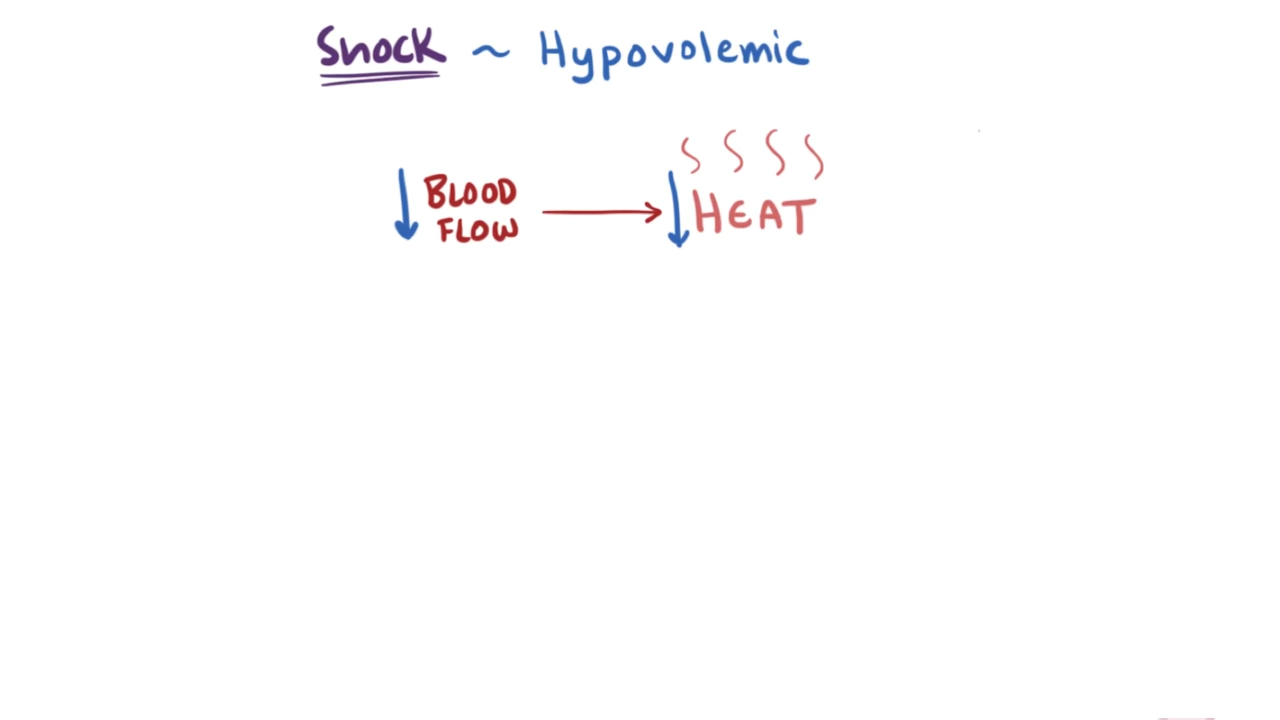 Shock ~ Hypovolemic
↓ BLOOD FLOW → ↓ HEAT